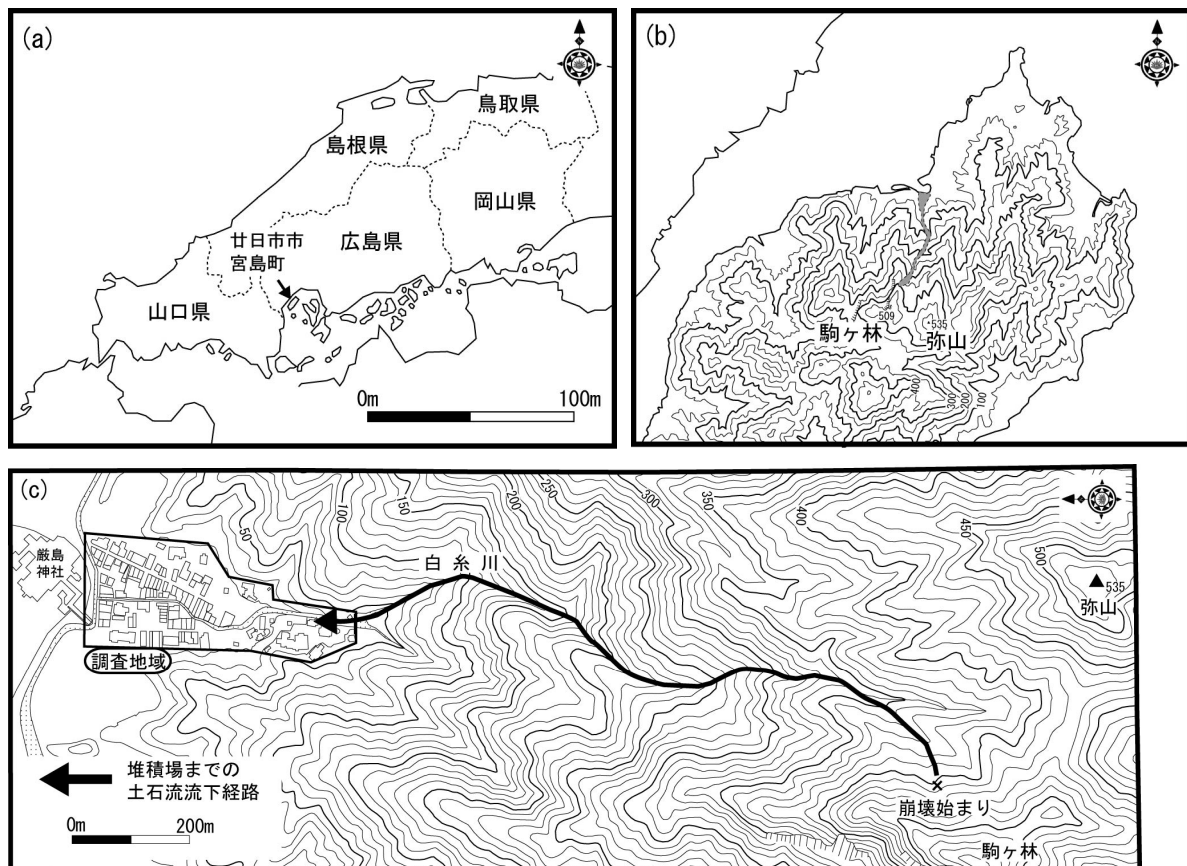 (a)
鳥取県
島根県
岡山県
広島県
廿日市市
宮島町
山口県
0m
100m
(b)
509
駒ヶ林
535
弥山
400
300
200
100
(c)
50
100
150
200
250
300
350
400
450
500
厳島
神社
白糸川
535
弥山
調査地域
堆積場までの
土石流流下経路
0m
200m
崩壊始まり
駒ヶ林